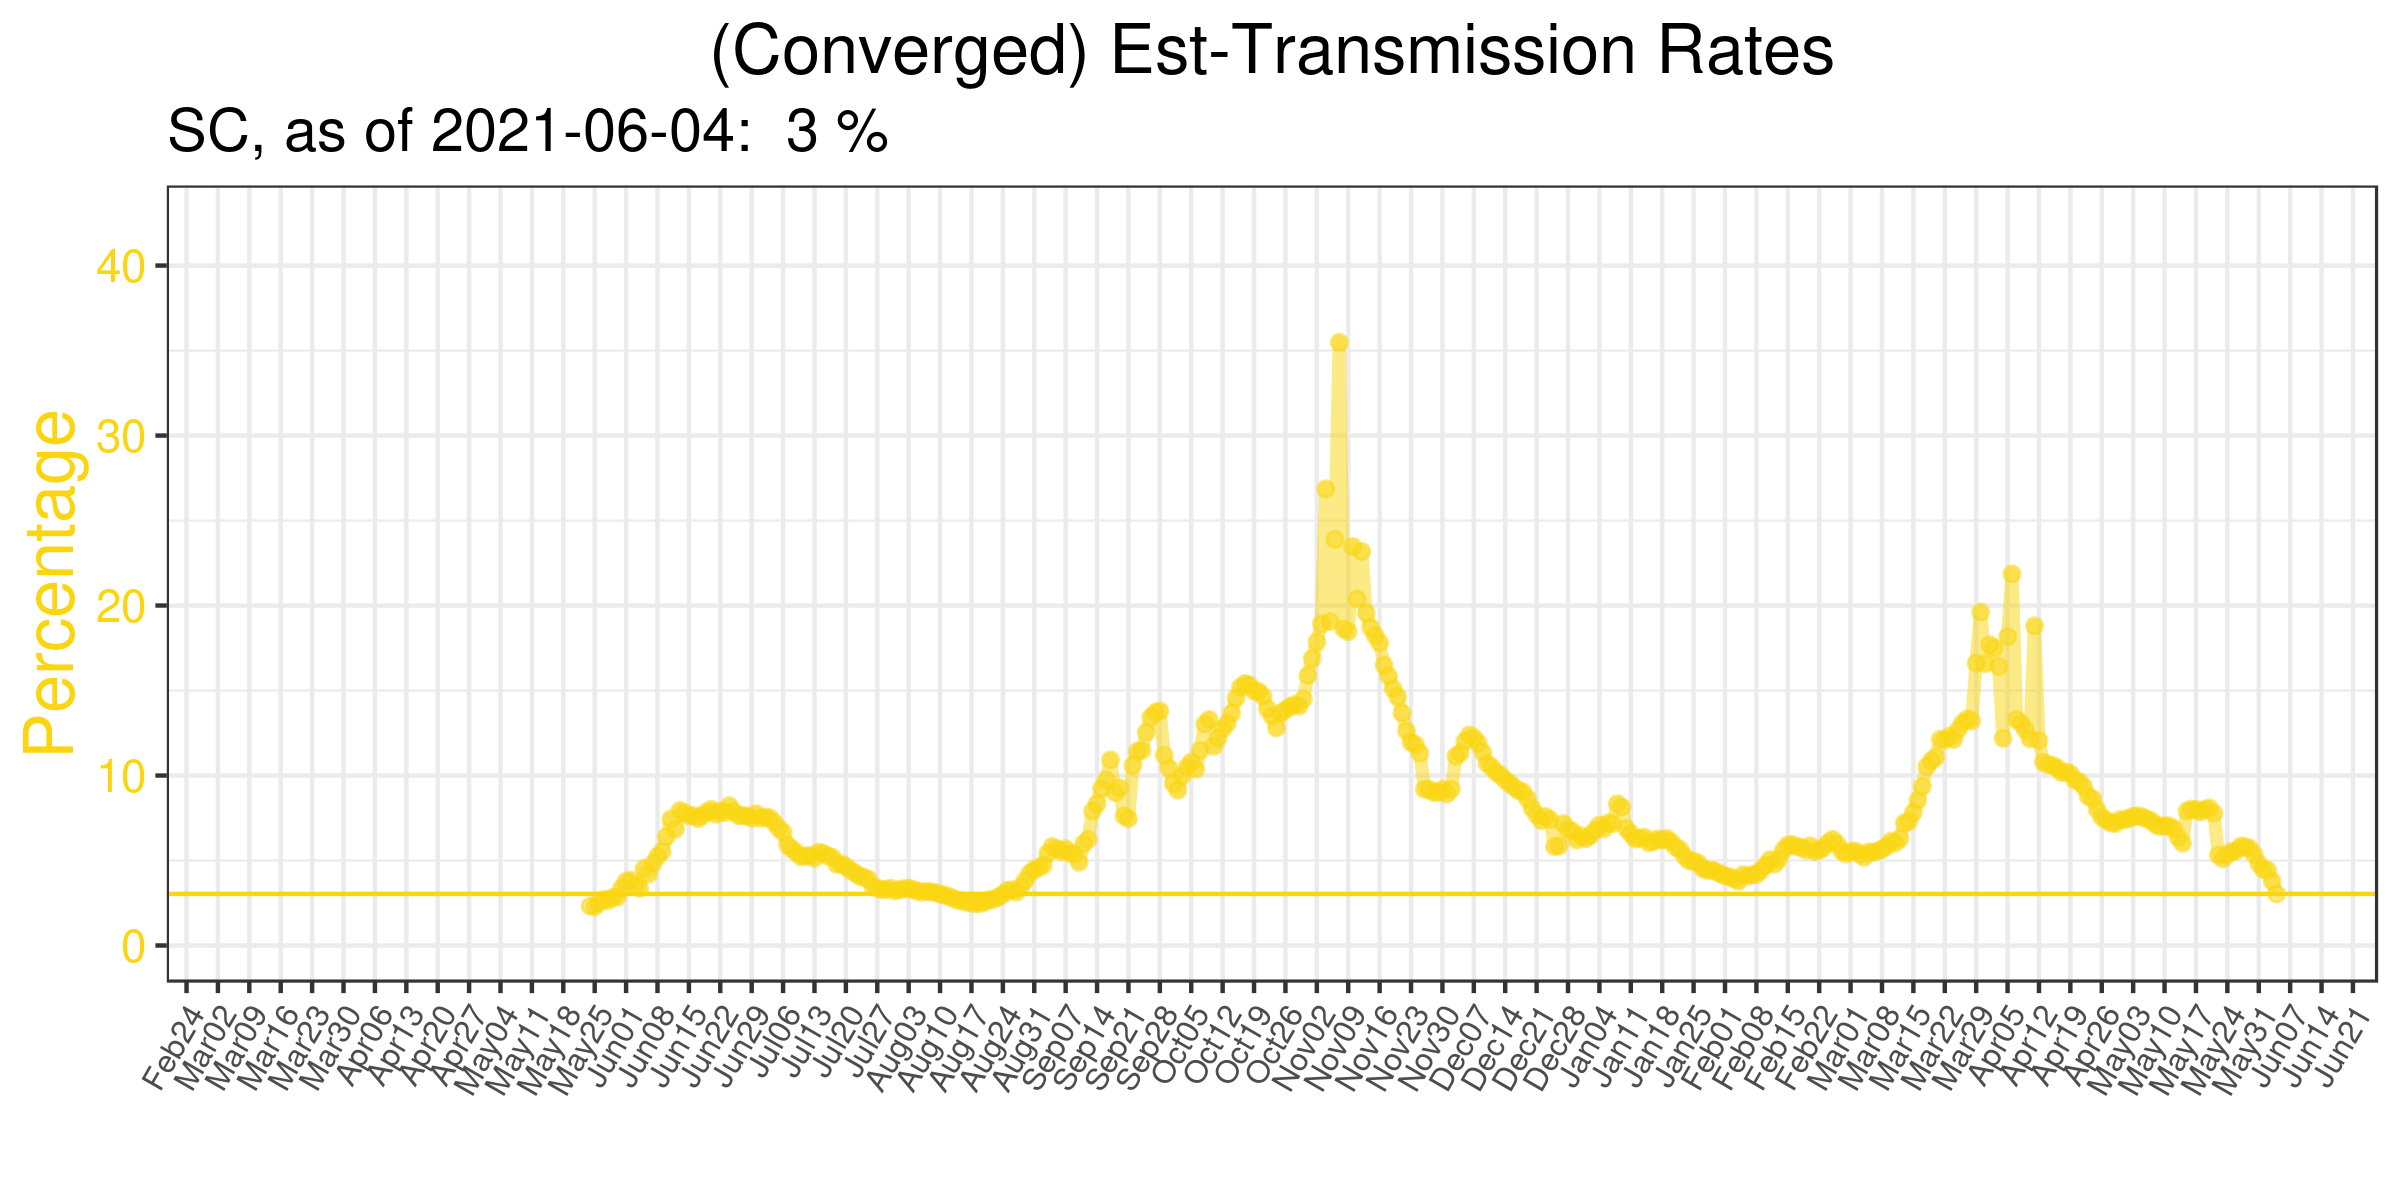 (Converged) Est-Transmission Rates
SC, as of 2021-06-04:  3 %
Percentage
40
30
20
10
0
Feb24
Mar02
Mar09
Mar16
Mar23
Mar30
Apr06
Apr13
Apr20
Apr27
May04
May11
May18
May25
Jun01
Jun08
Jun15
Jun22
Jun29
Jul06
Jul13
Jul20
Jul27
Aug03
Aug10
Aug17
Aug24
Aug31
Sep07
Sep14
Sep21
Sep28
Oct05
Oct12
Oct19
Oct26
Nov02
Nov09
Nov16
Nov23
Nov30
Dec07
Dec14
Dec21
Dec28
Jan04
Jan11
Jan18
Jan25
Feb01
Feb08
Feb15
Feb22
Mar01
Mar08
Mar15
Mar22
Mar29
Apr05
Apr12
Apr19
Apr26
May03
May10
May17
May24
May31
Jun07
Jun14
Jun21